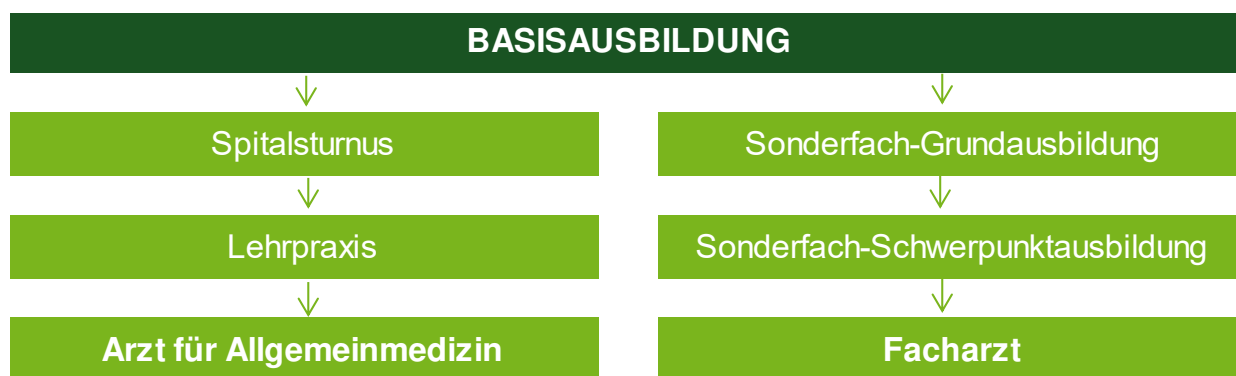 BASISAUSBILDUNG
Spitalsturnus
Sonderfach-Grundausbildung
Lehrpraxis
Sonderfach-Schwerpunktausbildung
Arzt für Allgemeinmedizin
Facharzt